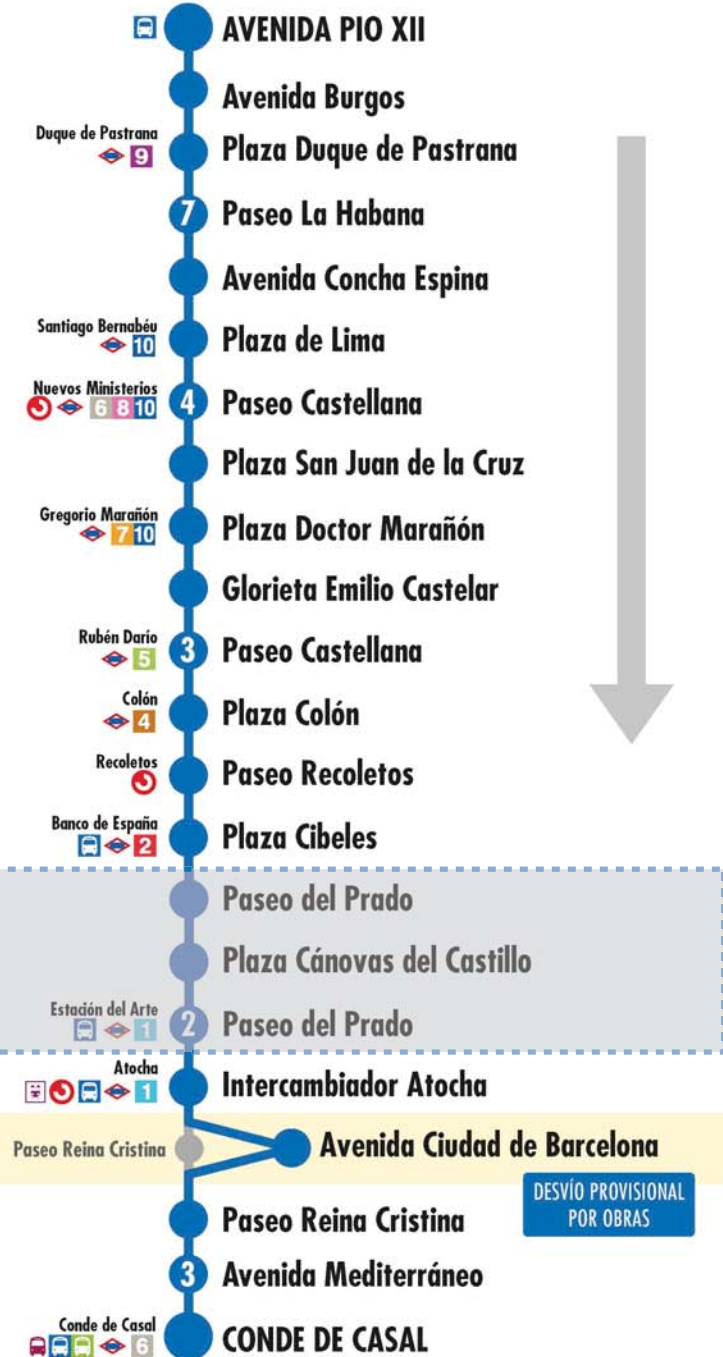 AVENIDA PIO XII
Avenida Burgos
Duque de Pastrana
9
Plaza Duque de Pastrana
7
Paseo La Habana
Avenida Concha Espina
Santiago Bernabéu
10
Plaza de Lima
Nuevos Ministerios
6 8 10
4
Paseo Castellana
Plaza San Juan de la Cruz
Gregorio Marañón
7 10
Plaza Doctor Marañón
Glorieta Emilio Castelar
Rubén Darío
5
3
Paseo Castellana
Colón
4
Plaza Colón
Recoletos
Paseo Recoletos
Banco de España
2
Plaza Cibeles
Paseo del Prado
Plaza Cánovas del Castillo
Estación del Arte
1
2
Paseo del Prado
Atocha
1
Intercambiador Atocha
Paseo Reina Cristina
Avenida Ciudad de Barcelona
DESVÍO PROVISIONAL
POR OBRAS
Paseo Reina Cristina
3
Avenida Mediterráneo
Conde de Casal
6
CONDE DE CASAL